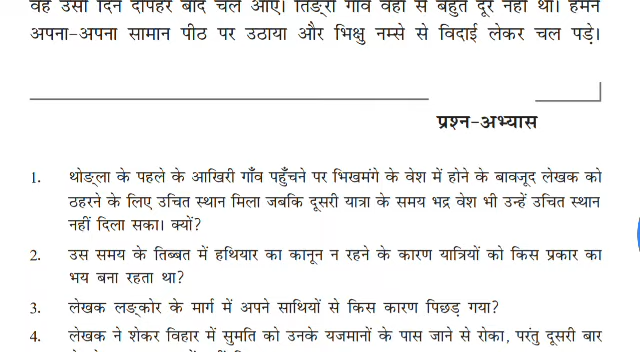 वह उसी दिन दोपहर बाद चले आए। तिङ्री गाँव वहाँ से बहुत दूर नहीं था। हमने
अपना-अपना सामान पीठ पर उठाया और भिक्षु नम्से से विदाई लेकर चल पड़े।
प्रश्न-अभ्यास
1. थोङ्ला के पहले के आखिरी गाँव पहुँचने पर भिखमंगे के वेश में होने के बावजूद लेखक को
ठहरने के लिए उचित स्थान मिला जबकि दूसरी यात्रा के समय भद्र वेश भी उन्हें उचित स्थान
नहीं दिला सका। क्यों?
2. उस समय के तिब्बत में हथियार का कानून न रहने के कारण यात्रियों को किस प्रकार का
भय बना रहता था?
3. लेखक लङ्कोर के मार्ग में अपने साथियों से किस कारण पिछड़ गया?
4. लेखक ने शेकर विहार में सुमति को उनके यजमानों के पास जाने से रोका, परंतु दूसरी बार